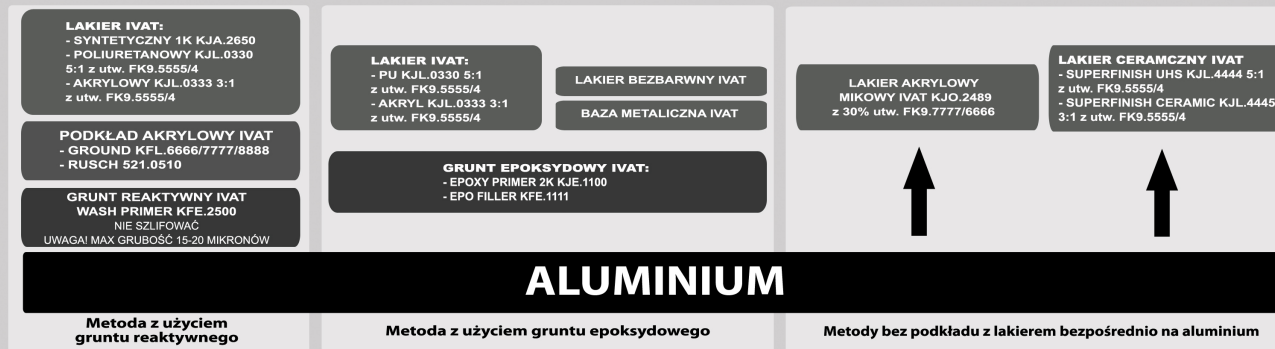 LAKIER IVAT:
- SYNTETYCZNY 1K KJA.2650
- POLIURETANOWY KJL.0330
5:1 z utw. FK9.5555/4
- AKRYLOWY KJL.0333 3:1
z utw. FK9.5555/4
PODKŁAD AKRYLOWY IVAT
- GROUND KFL.6666/7777/8888
- RUSCH 521.0510
GRUNT REAKTYWNY IVAT
WASH PRIMER KFE.2500
NIE SZLIFOWAĆ
UWAGA! MAX GRUBOŚĆ 15-20 MIKRONÓW
LAKIER IVAT:
- PU KJL.0330 5:1
z utw. FK9.5555/4
- AKRYL KJL.0333 3:1
z utw. FK9.5555/4
LAKIER BEZBARWNY IVAT
BAZA METALICZNA IVAT
GRUNT EPOKSYDOWY IVAT:
- EPOXY PRIMER 2K KJE.1100
- EPO FILLER KFE.1111
LAKIER AKRYLOWY
MIKOWY IVAT KJO.2489
z 30% utw. FK9.7777/6666
LAKIER CERAMCZNY IVAT
- SUPERFINISH UHS KJL.4444 5:1
z utw. FK9.5555/4
- SUPERFINISH CERAMIC KJL.4445
3:1 z utw. FK9.5555/4
ALUMINIUM
Metoda z użyciem
gruntu reaktywnego
Metoda z użyciem gruntu epoksydowego
Metody bez podkładu z lakierem bezpośrednio na aluminium